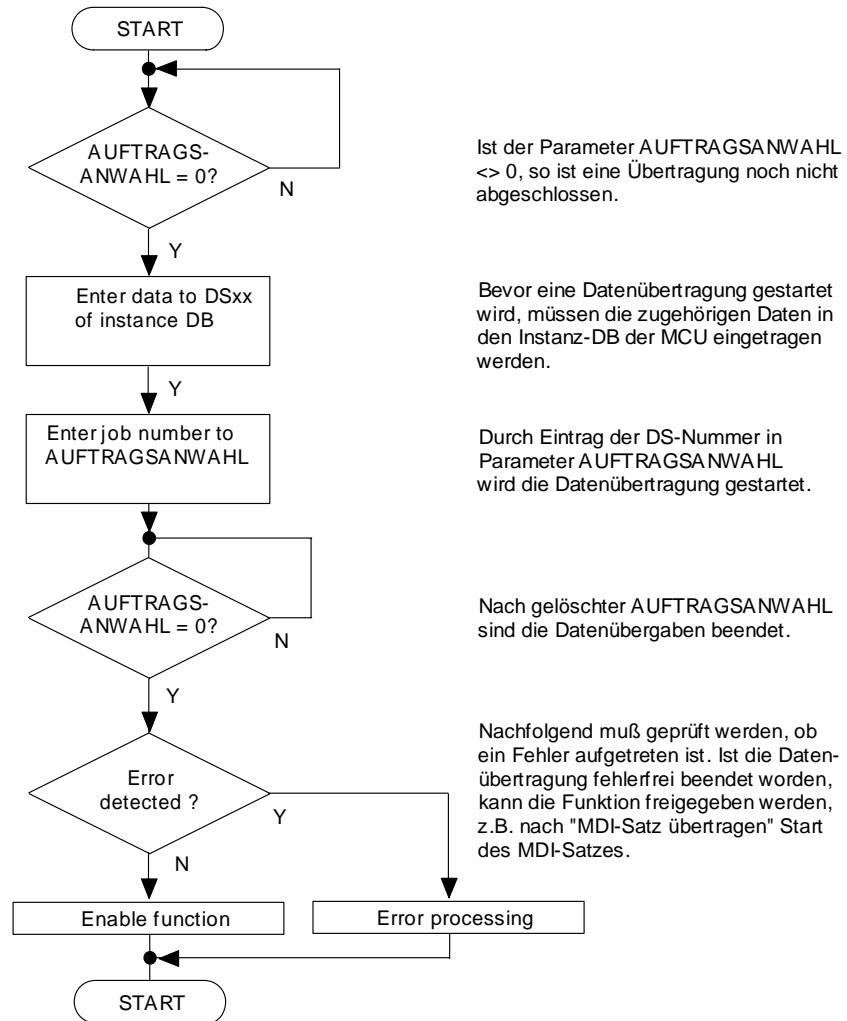 START
AUFTRAGS-
ANWAHL = 0?
N
Ist der Parameter AUFTRAGSANWAHL
<> 0, so ist eine Übertragung noch nicht
abgeschlossen.
Y
Enter data to DSxx
of instance DB
Bevor eine Datenübertragung gestartet
wird, müssen die zugehörigen Daten in
den Instanz-DB der MCU eingetragen
werden.
Y
Enter job number to
AUFTRAGSANWAHL
Durch Eintrag der DS-Nummer in
Parameter AUFTRAGSANWAHL
wird die Datenübertragung gestartet.
AUFTRAGS-
ANWAHL = 0?
N
Nach gelöschter AUFTRAGSANWAHL
sind die Datenübergaben beendet.
Y
Error
detected ?
Y
N
Nachfolgend muß geprüft werden, ob
ein Fehler aufgetreten ist. Ist die Daten-
übertragung fehlerfrei beendet worden,
kann die Funktion freigegeben werden,
z.B. nach "MDI-Satz übertragen" Start
des MDI-Satzes.
Enable function
Error processing
START